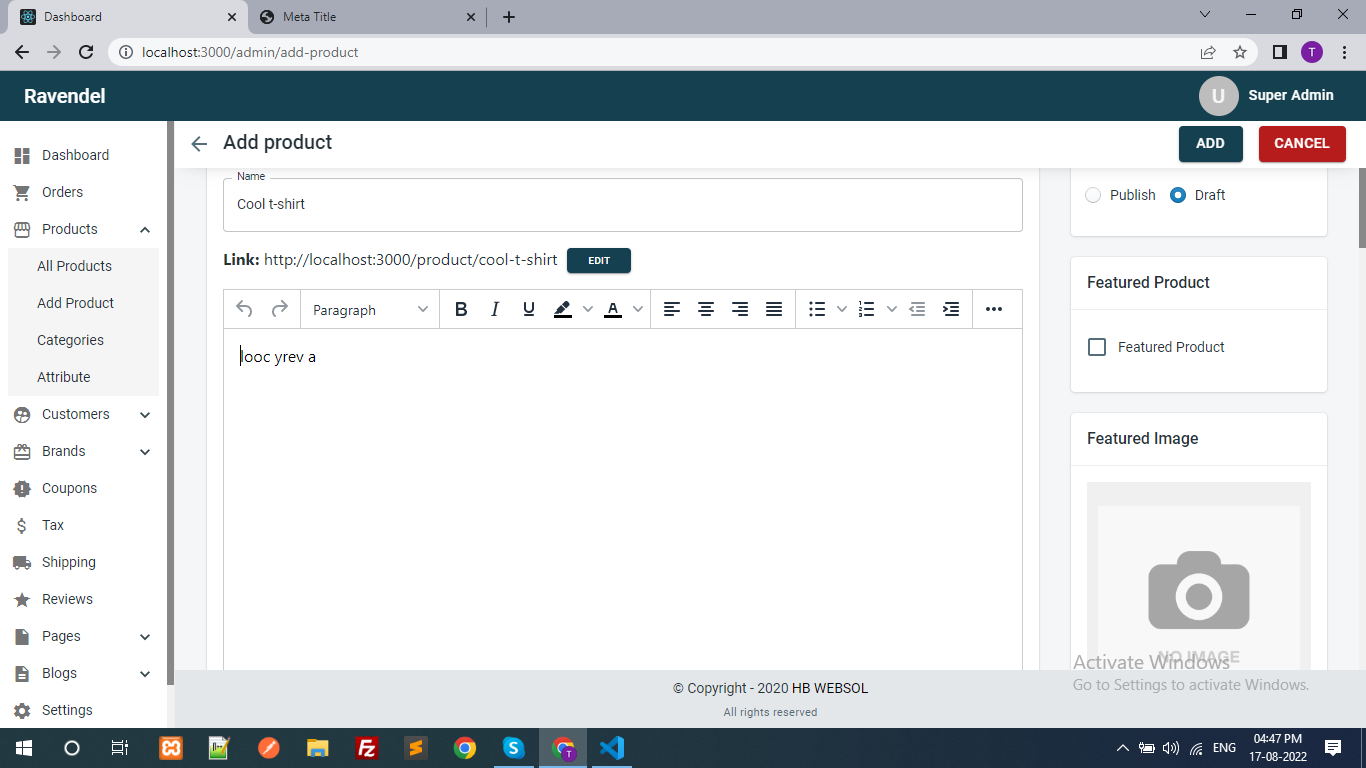 Dashboard
Meta Title
localhost:3000/admin/add-product
T
Ravendel
U
Super Admin
Dashboard
Orders
Products
All Products
Add Product
Categories
Attribute
Customers
Brands
Coupons
Tax
Shipping
Reviews
Pages
Blogs
Settings
Add product
ADD
CANCEL
Name
Cool t-shirt
Link: http://localhost:3000/product/cool-t-shirt
EDIT
Paragraph
B I U A
looc yrev a
Publish
Draft
Featured Product
Featured Product
Featured Image
NO IMAGE
Activate Windows
Go to Settings to activate Windows.
© Copyright - 2020 HB WEBSOL
All rights reserved
ENG
04:47 PM
17-08-2022